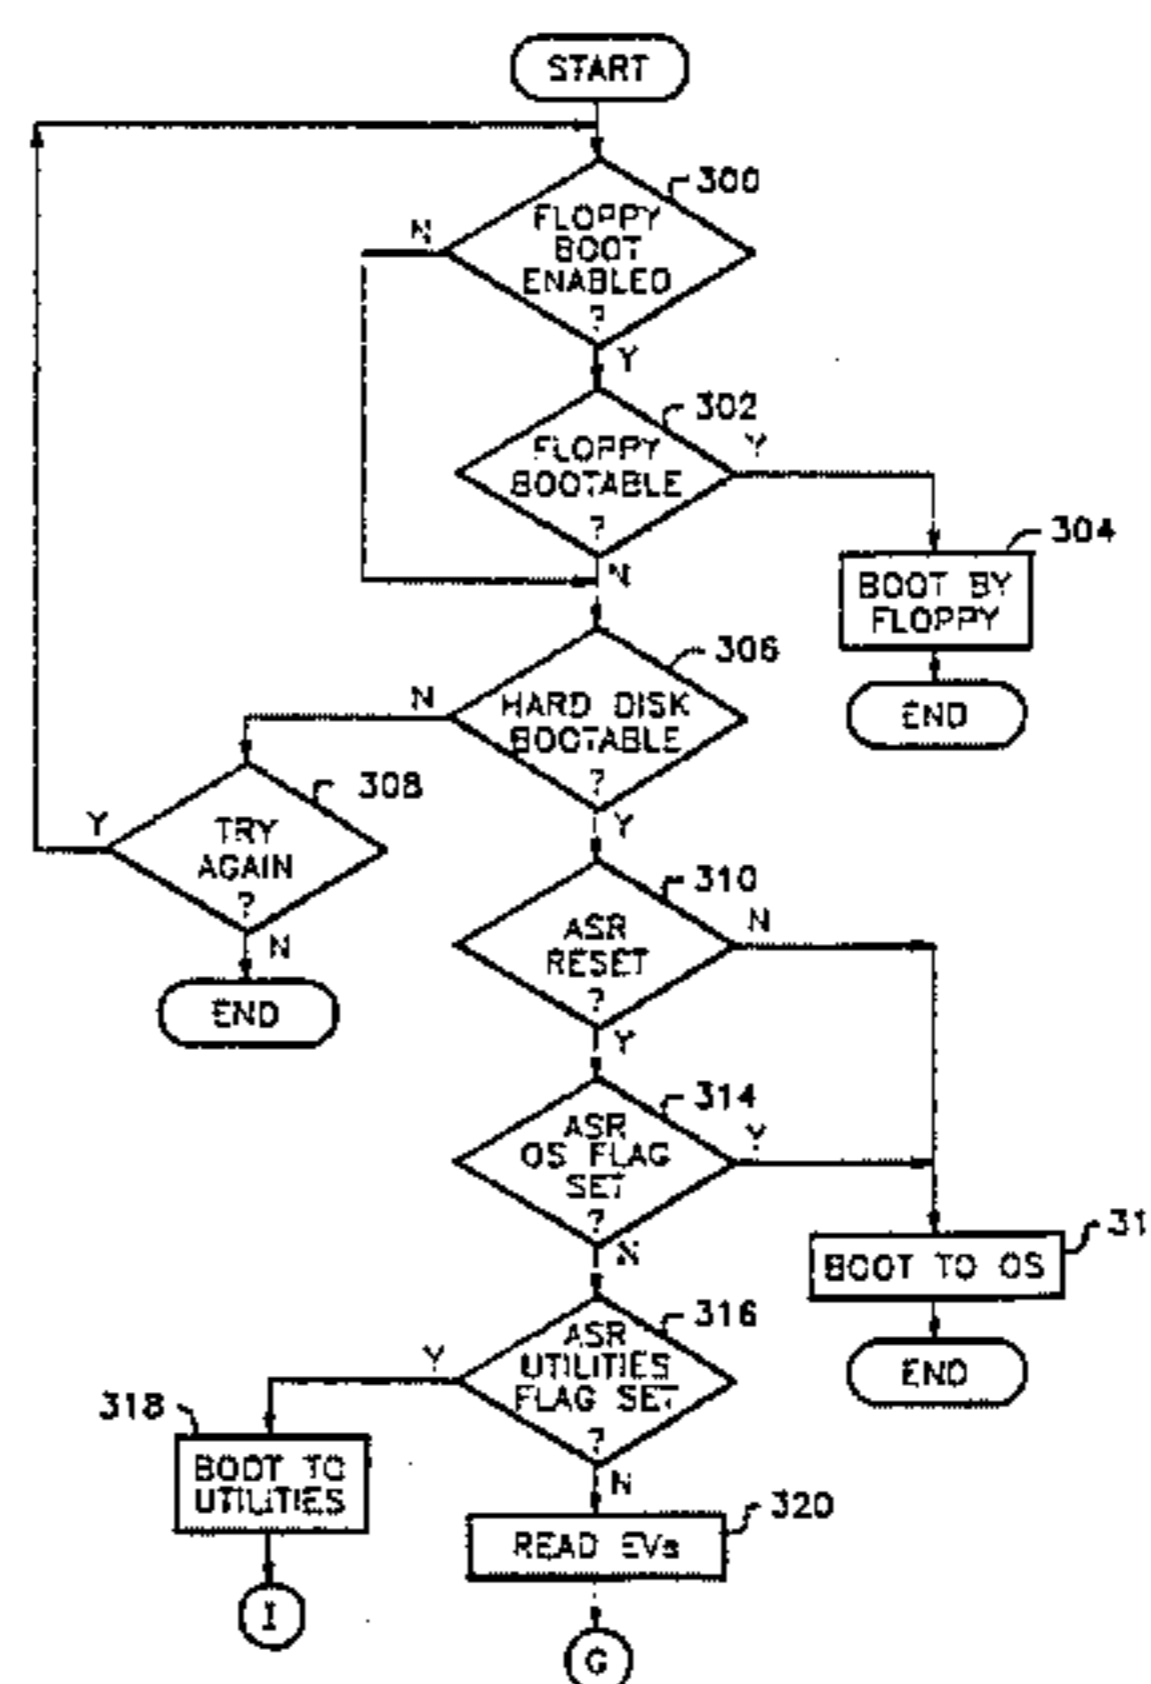 START
300
N
FLOPPY
BOOT
ENABLED
?
Y
302
FLOPPY
BOOTABLE
?
Y
N
304
BOOT BY
FLOPPY
END
306
N
HARD DISK
BOOTABLE
?
Y
308
Y
TRY
AGAIN
?
N
END
310
ASR
RESET
?
N
Y
314
ASR
OS FLAG
SET
?
Y
N
31
BOOT TO OS
END
316
ASR
UTILITIES
FLAG SET
?
Y
N
318
BOOT TO
UTILITIES
I
320
READ EVs
G